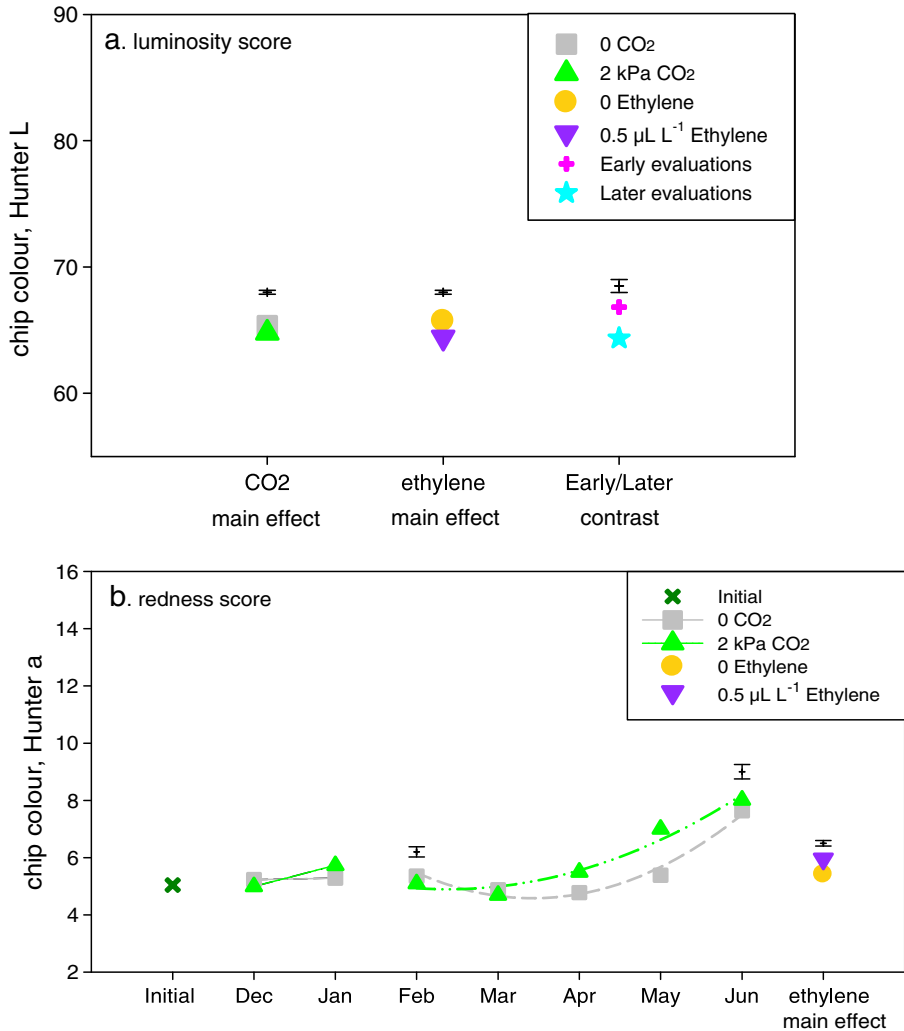 a. luminosity score
0 CO2
2 kPa CO2
0 Ethylene
0.5 µL L-1 Ethylene
Early evaluations
Later evaluations
90
80
70
60
chip colour, Hunter L
CO2 ethylene Early/Later
main effect main effect contrast
b. redness score
Initial
0 CO2
2 kPa CO2
0 Ethylene
0.5 µL L-1 Ethylene
16
14
12
10
8
6
4
2
chip colour, Hunter a
Initial Dec Jan Feb Mar Apr May Jun ethylene
main effect